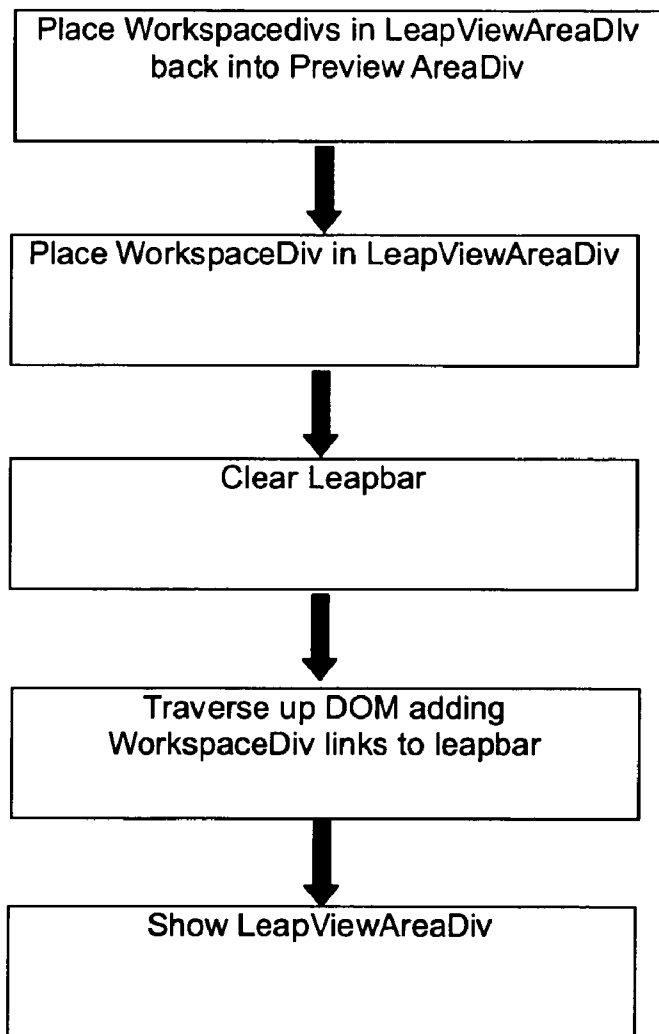 Place Workspacedivs in LeapViewAreaDIv
back into Preview AreaDiv
Place WorkspaceDiv in LeapViewAreaDiv
Clear Leapbar
Traverse up DOM adding
WorkspaceDiv links to leapbar
Show LeapViewAreaDiv